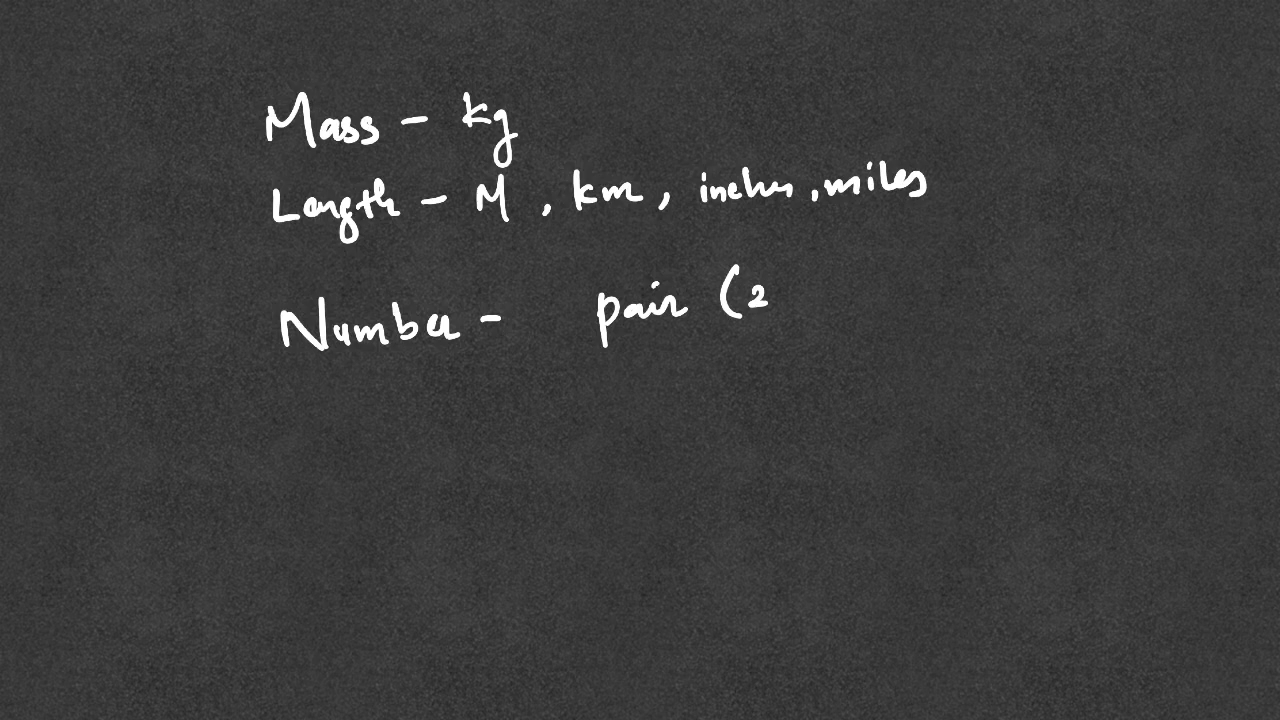 Mass - kg
Length - M , km, inches, miles
Number - pair (2